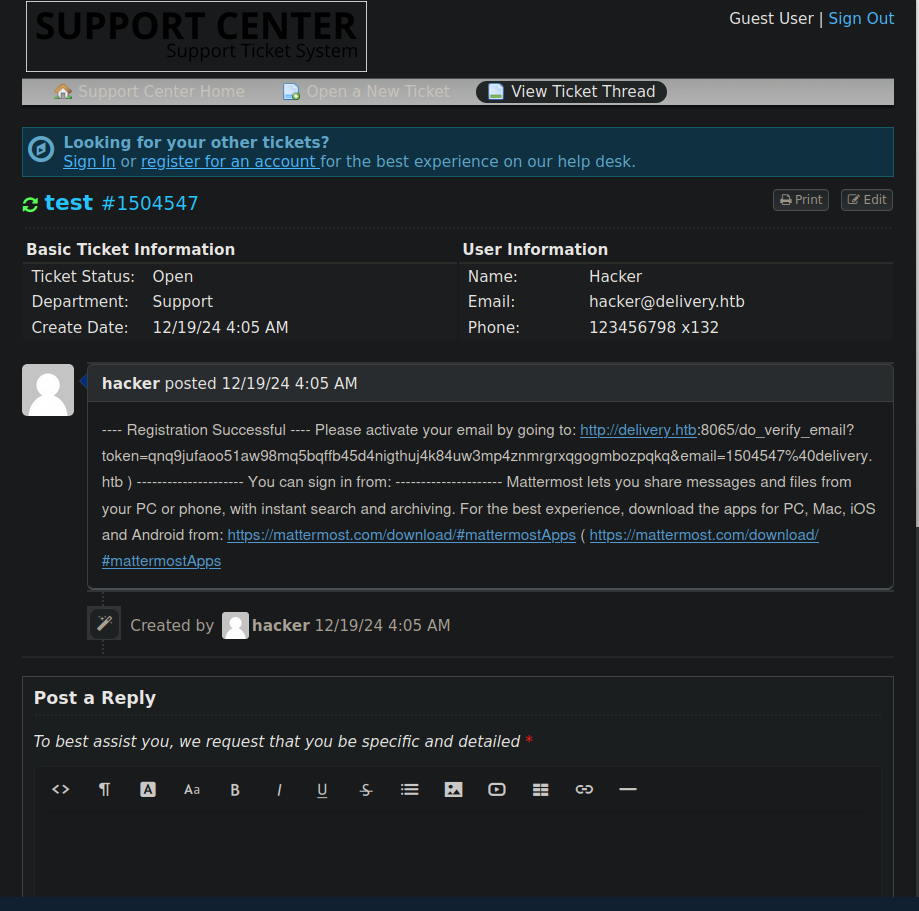 SUPPORT CENTER
Support Ticket System
Guest User | Sign Out
Support Center Home Open a New Ticket View Ticket Thread
Looking for your other tickets?
Sign In or register for an account for the best experience on our help desk.
test #1504547
Print Edit
Basic Ticket Information
Ticket Status: Open
Department: Support
Create Date: 12/19/24 4:05 AM
User Information
Name: Hacker
Email: hacker@delivery.htb
Phone: 123456798 x132
hacker posted 12/19/24 4:05 AM
---- Registration Successful ---- Please activate your email by going to: http://delivery.htb:8065/do_verify_email?
token=qnq9jufaoo51aw98mq5bqffb45d4nigthuj4k84uw3mp4znmrgrxqgogmbozpqkq&email=1504547%40delivery.
htb ) --------------------- You can sign in from: --------------------- Mattermost lets you share messages and files from
your PC or phone, with instant search and archiving. For the best experience, download the apps for PC, Mac, iOS
and Android from: https://mattermost.com/download/#mattermostApps ( https://mattermost.com/download/
#mattermostApps
Created by hacker 12/19/24 4:05 AM
Post a Reply
To best assist you, we request that you be specific and detailed *
<> ¶ A Aa B I U S